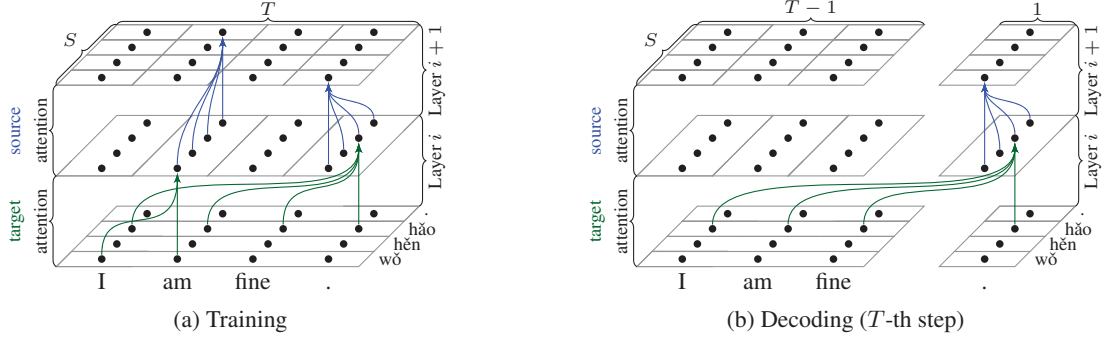 T
S
Layer i + 1
source
attention
Layer i
target
attention
.
hǎo
hěn
wǒ
I am fine .
(a) Training
T − 1
1
S
Layer i + 1
source
attention
Layer i
target
attention
.
hǎo
hěn
wǒ
I am fine .
(b) Decoding (T-th step)